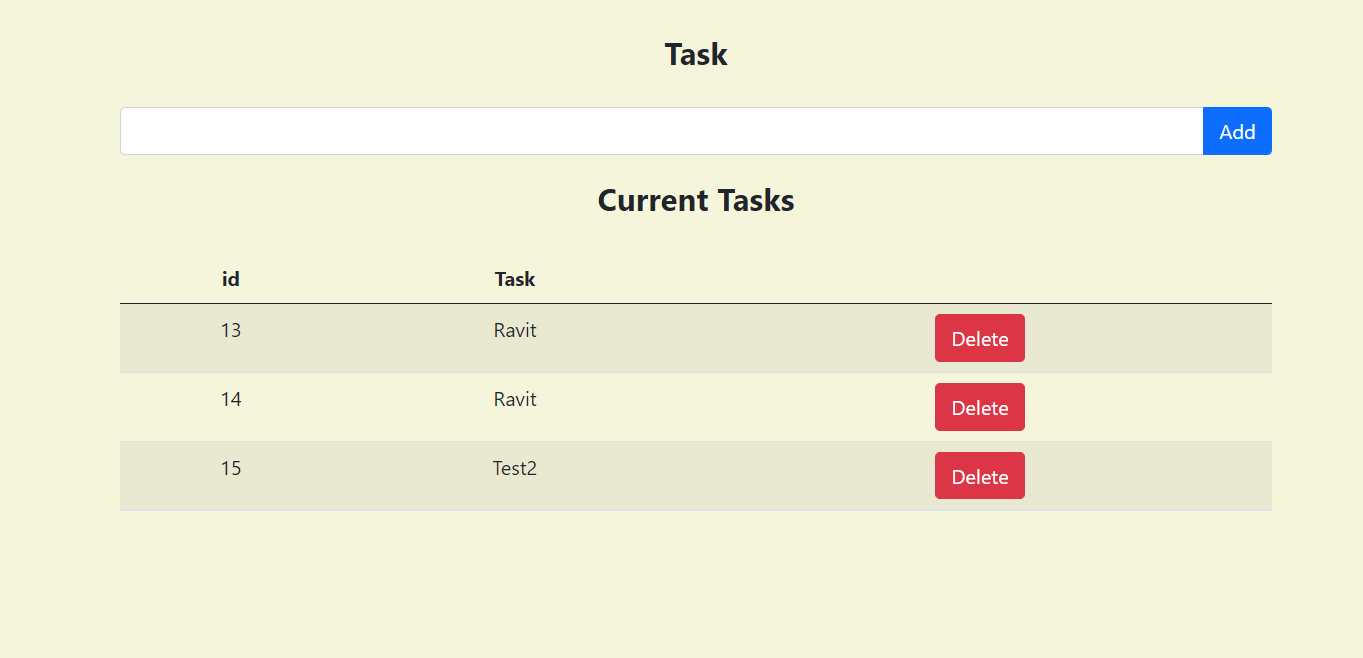 Task
Add
Current Tasks
id Task
13 Ravit Delete
14 Ravit Delete
15 Test2 Delete